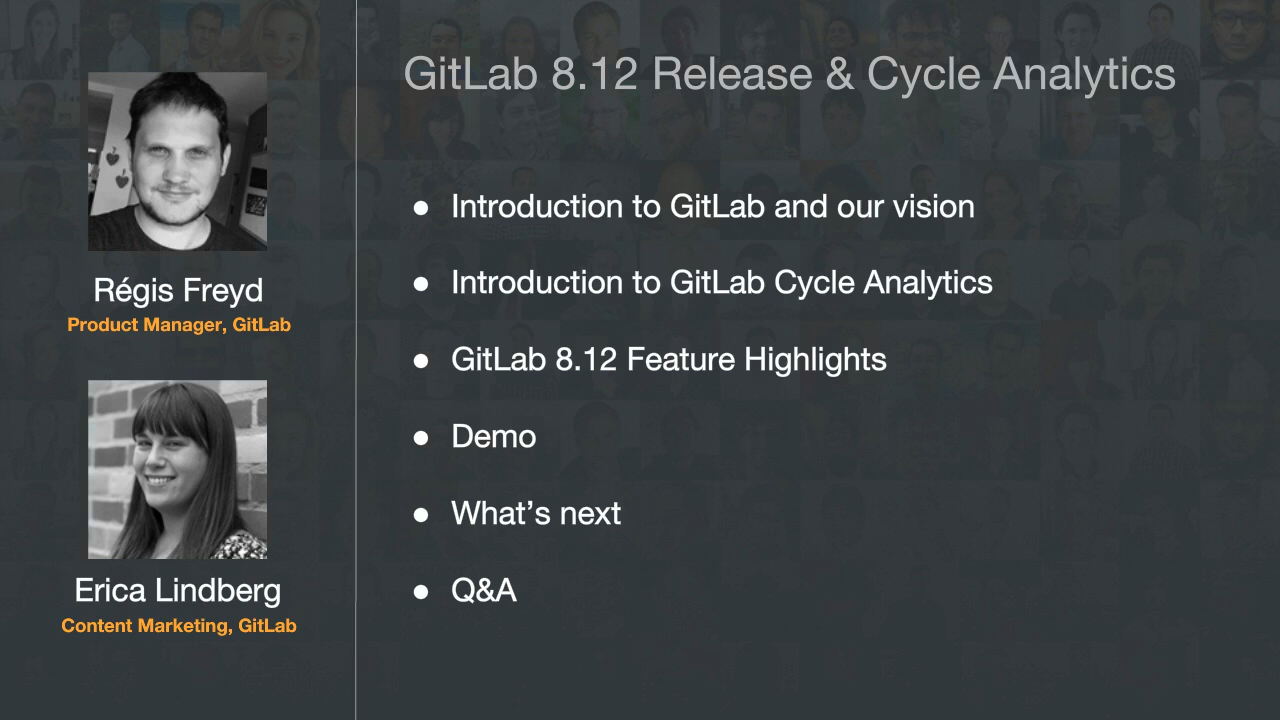 Régis Freyd
Product Manager, GitLab
Erica Lindberg
Content Marketing, GitLab
GitLab 8.12 Release & Cycle Analytics
● Introduction to GitLab and our vision
● Introduction to GitLab Cycle Analytics
● GitLab 8.12 Feature Highlights
● Demo
● What’s next
● Q&A